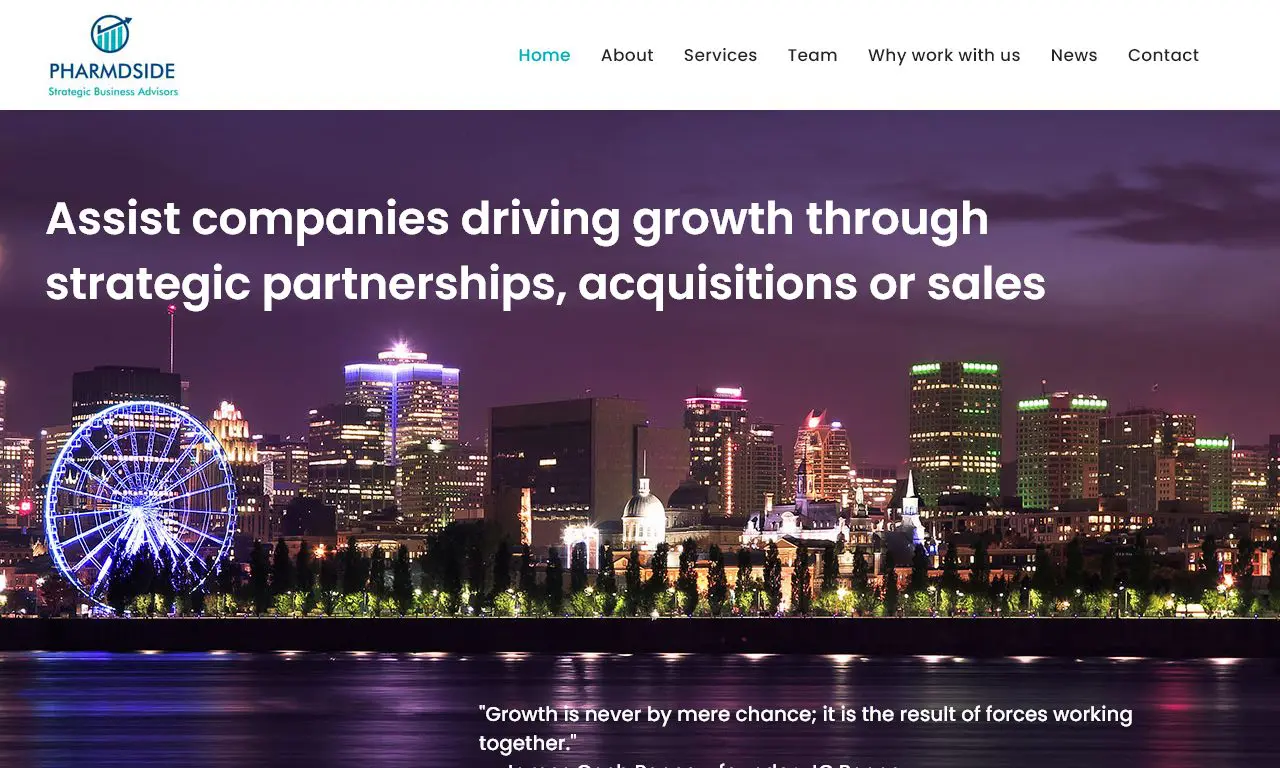 PHARMDSIDE
Strategic Business Advisors
Home
About
Services
Team
Why work with us
News
Contact
Assist companies driving growth through
strategic partnerships, acquisitions or sales
"Growth is never by mere chance; it is the result of forces working
together."